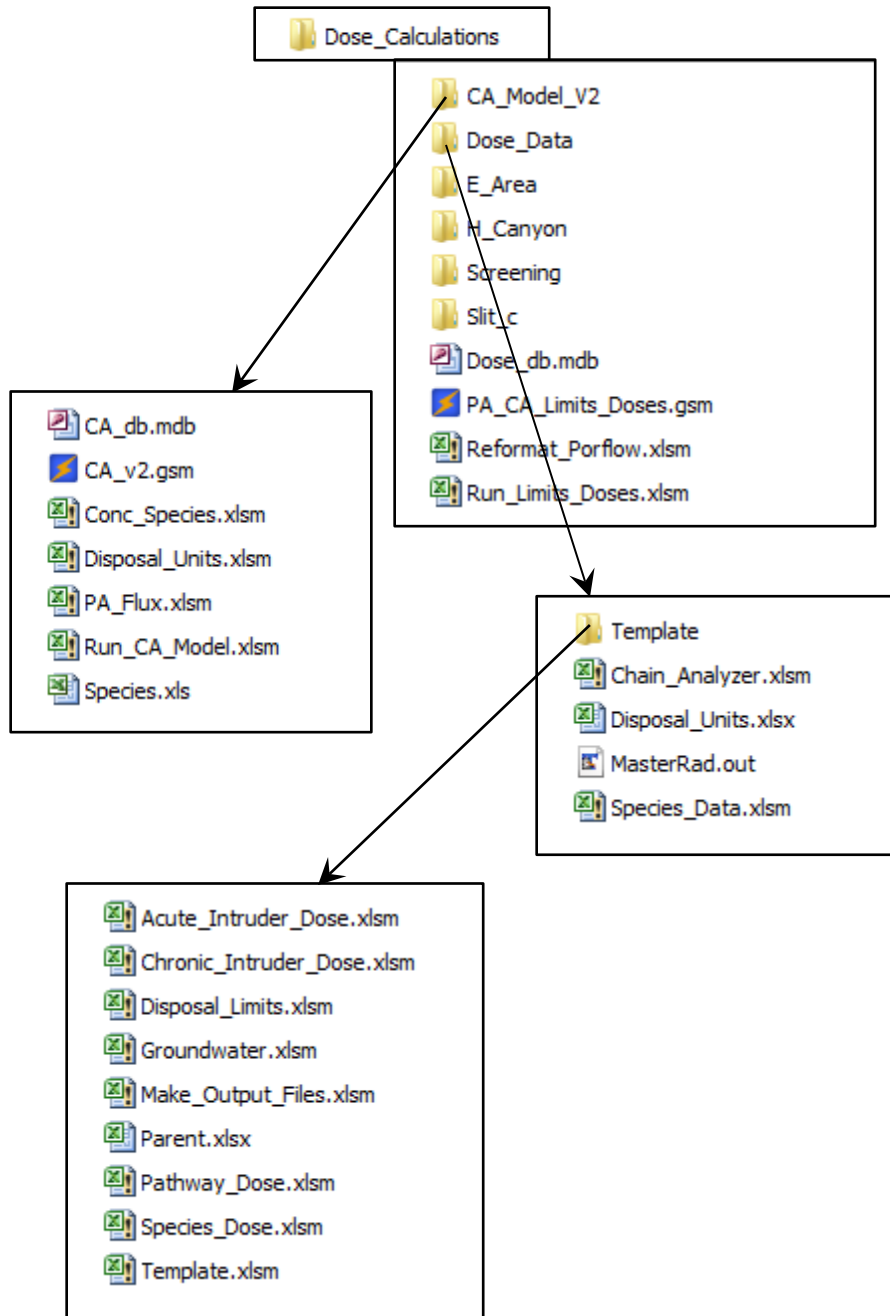 Dose_Calculations
CA_Model_V2
Dose_Data
E_Area
H_Canyon
Screening
Slit_c
Dose_db.mdb
PA_CA_Limits_Doses.gsm
Reformat_Porflow.xlsm
Run_Limits_Doses.xlsm
CA_db.mdb
CA_v2.gsm
Conc_Species.xlsm
Disposal_Units.xlsm
PA_Flux.xlsm
Run_CA_Model.xlsm
Species.xls
Template
Chain_Analyzer.xlsm
Disposal_Units.xlsx
MasterRad.out
Species_Data.xlsm
Acute_Intruder_Dose.xlsm
Chronic_Intruder_Dose.xlsm
Disposal_Limits.xlsm
Groundwater.xlsm
Make_Output_Files.xlsm
Parent.xlsx
Pathway_Dose.xlsm
Species_Dose.xlsm
Template.xlsm